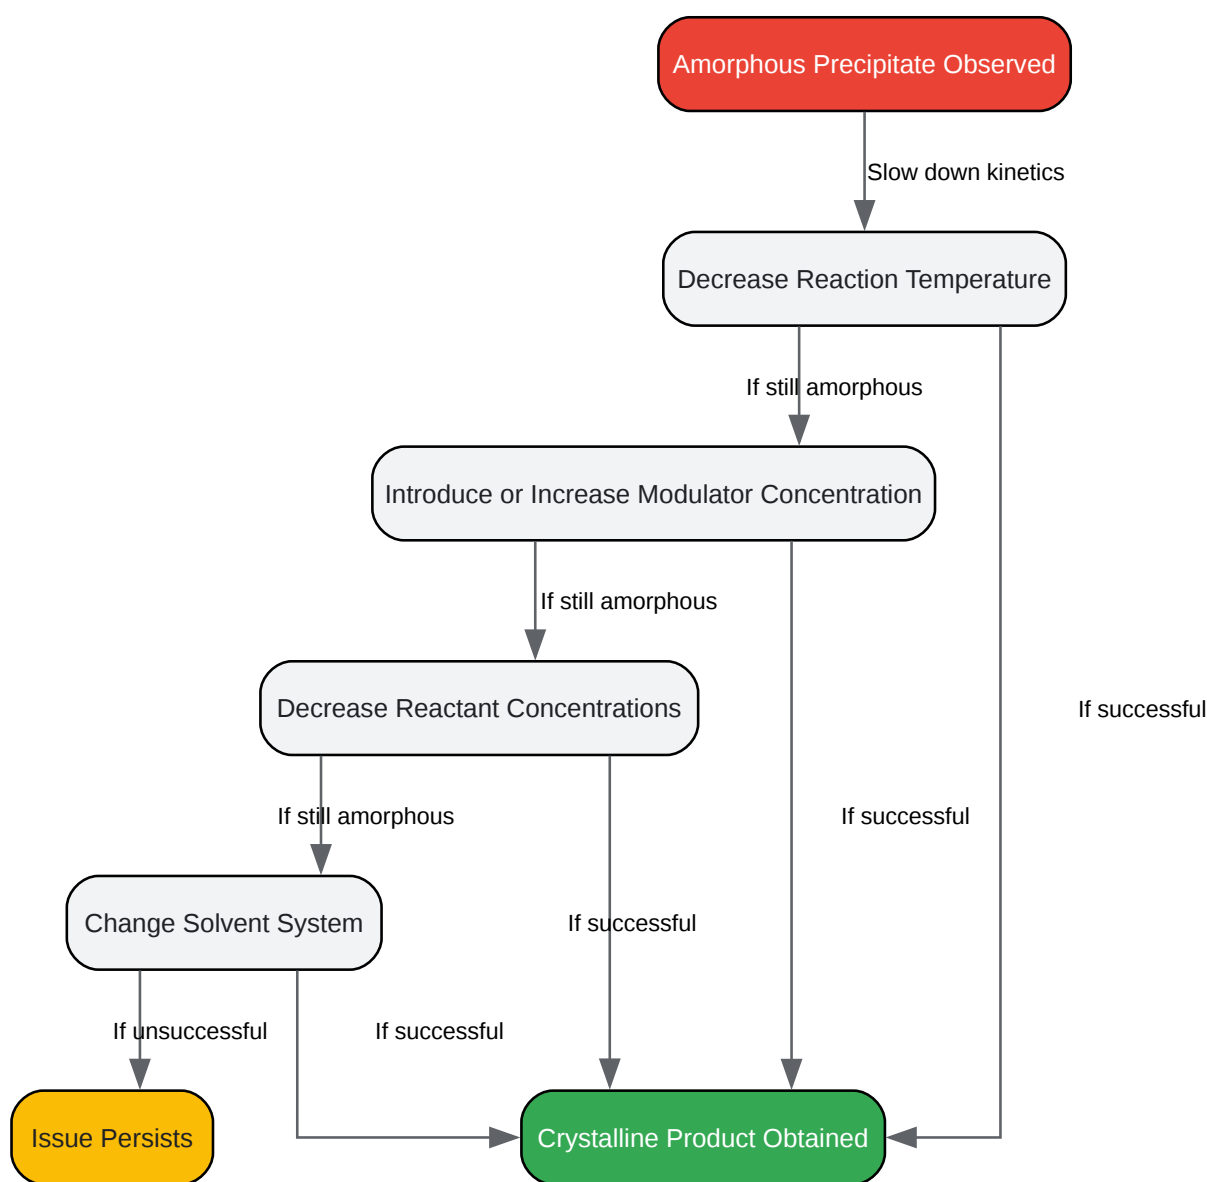 Amorphous Precipitate Observed
Slow down kinetics
Decrease Reaction Temperature
If still amorphous
Introduce or Increase Modulator Concentration
If still amorphous
Decrease Reactant Concentrations
If successful
If still amorphous
If successful
Change Solvent System
If successful
If unsuccessful
If successful
Issue Persists
Crystalline Product Obtained